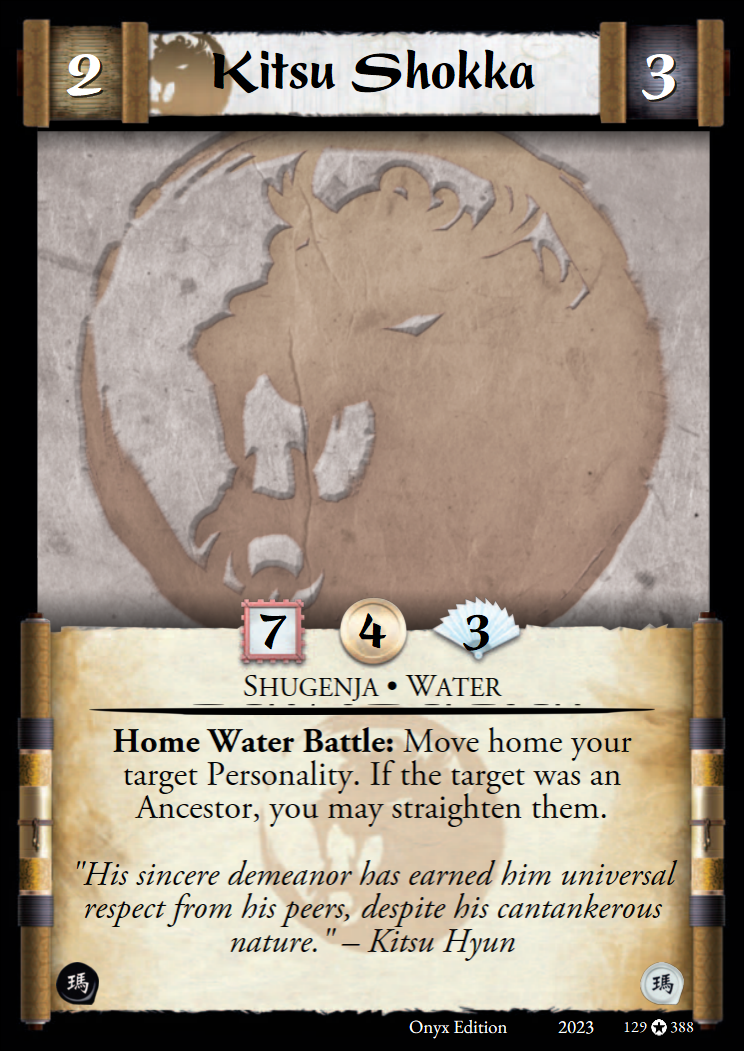 2 Kitsu Shokka 3
7 4 3
Shugenja • Water
Home Water Battle: Move home your
target Personality. If the target was an
Ancestor, you may straighten them.
"His sincere demeanor has earned him universal
respect from his peers, despite his cantankerous
nature." – Kitsu Hyun
瑪 瑪
Onyx Edition 2023 129 ✪ 388